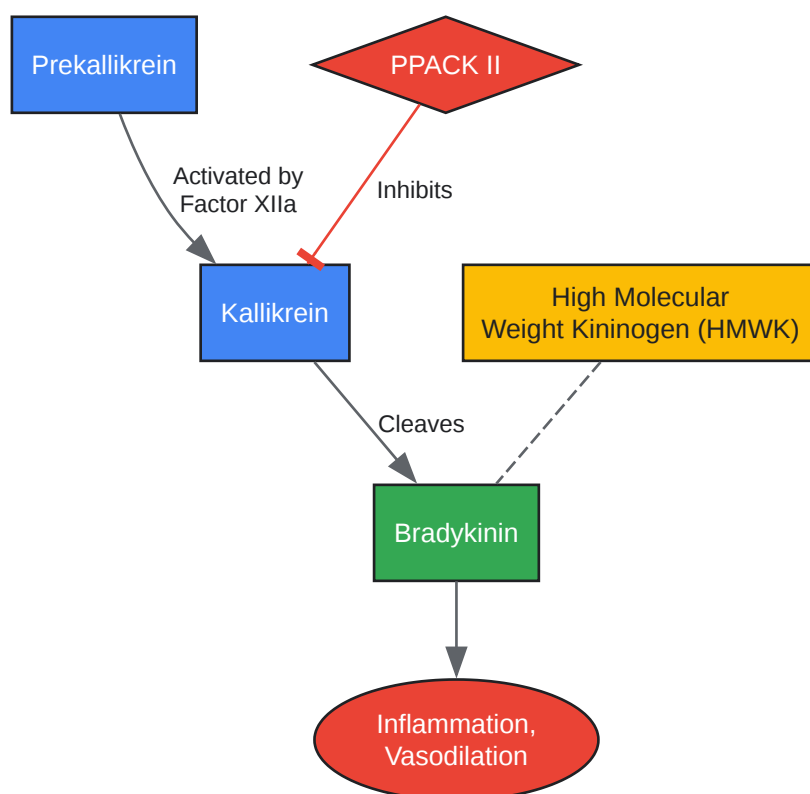 Prekallikrein
PPACK II
Activated by
Factor XIIa
Inhibits
Kallikrein
High Molecular
Weight Kininogen (HMWK)
Cleaves
Bradykinin
Inflammation,
Vasodilation